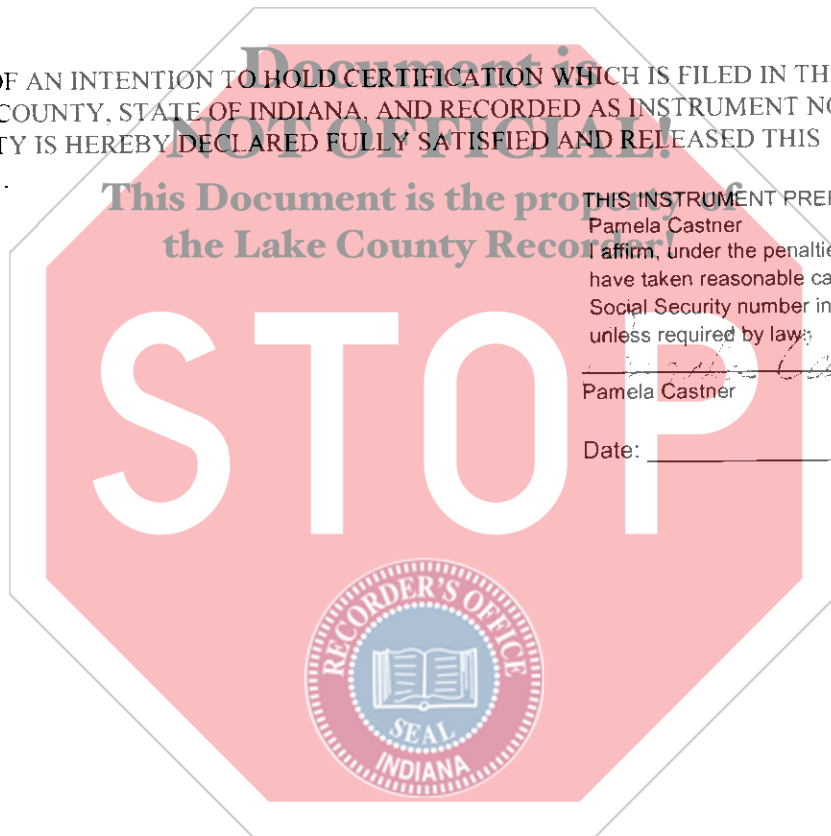 Document is
OF AN INTENTION TO HOLD CERTIFICATION WHICH IS FILED IN THE
COUNTY, STATE OF INDIANA, AND RECORDED AS INSTRUMENT NO
NOT OFFICIAL!
TY IS HEREBY DECLARED FULLY SATISFIED AND RELEASED THIS
.
This Document is the property of
the Lake County Recorder!
THIS INSTRUMENT PREP
Pamela Castner
I affirm, under the penaltie
have taken reasonable ca
Social Security number in
unless required by law.
Pamela Castner
Date:
STOP
RECORDER'S OFFICE
SEAL
INDIANA